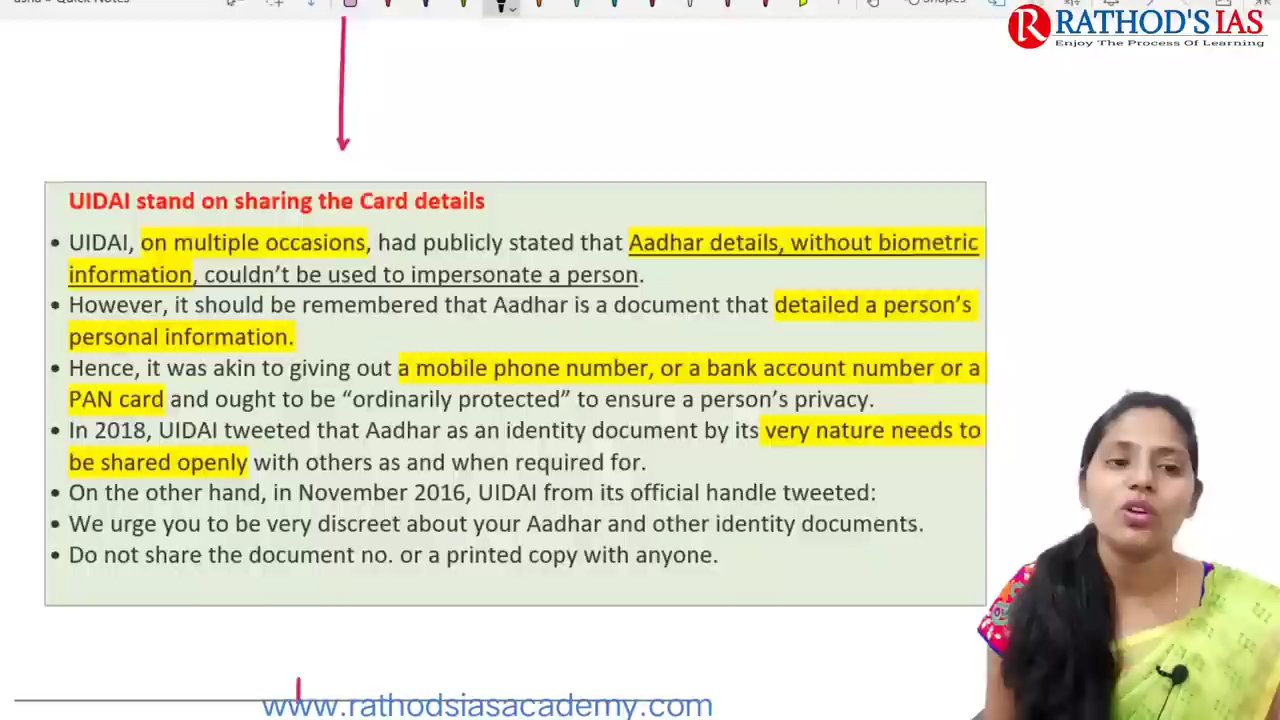 usha – Quick Notes
Shapes
RATHOD'S IAS
Enjoy The Process Of Learning
UIDAI stand on sharing the Card details
• UIDAI, on multiple occasions, had publicly stated that Aadhar details, without biometric
information, couldn't be used to impersonate a person.
• However, it should be remembered that Aadhar is a document that detailed a person's
personal information.
• Hence, it was akin to giving out a mobile phone number, or a bank account number or a
PAN card and ought to be “ordinarily protected” to ensure a person's privacy.
• In 2018, UIDAI tweeted that Aadhar as an identity document by its very nature needs to
be shared openly with others as and when required for.
• On the other hand, in November 2016, UIDAI from its official handle tweeted:
• We urge you to be very discreet about your Aadhar and other identity documents.
• Do not share the document no. or a printed copy with anyone.
www.rathodsiasacademy.com